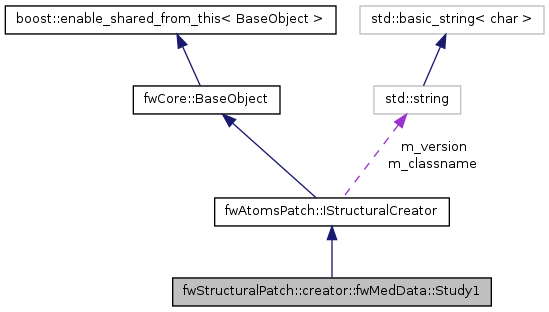 boost::enable_shared_from_this< BaseObject >
std::basic_string< char >
fwCore::BaseObject
std::string
m_version
m_classname
fwAtomsPatch::IStructuralCreator
fwStructuralPatch::creator::fwMedData::Study1